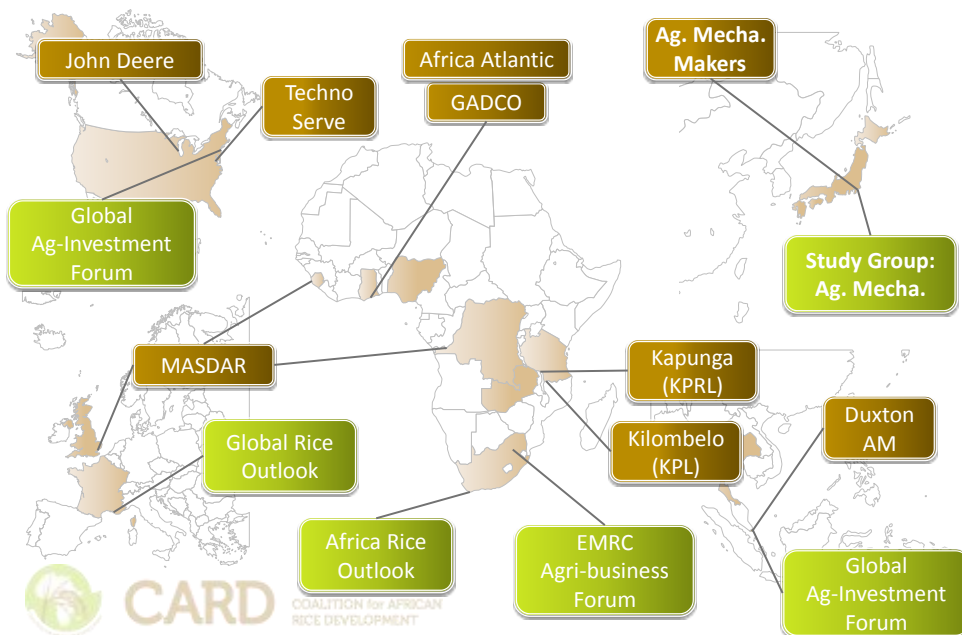 John Deere
Techno
Serve
Africa Atlantic
GADCO
Ag. Mecha.
Makers
Global
Ag-Investment
Forum
Study Group:
Ag. Mecha.
MASDAR
Kapunga
(KPRL)
Duxton
AM
Global Rice
Outlook
Kilombelo
(KPL)
Africa Rice
Outlook
EMRC
Agri-business
Forum
Global
Ag-Investment
Forum
CARD
COALITION for AFRICAN
RICE DEVELOPMENT